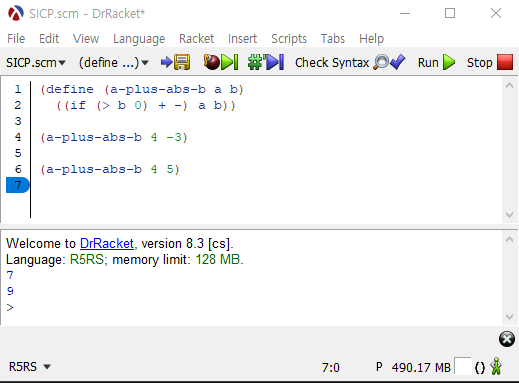 SICP.scm - DrRacket*
File Edit View Language Racket Insert Scripts Tabs Help
SICP.scm (define ...) Check Syntax Run Stop
1 (define (a-plus-abs-b a b)
2 ((if (> b 0) + -) a b))
3
4 (a-plus-abs-b 4 -3)
5
6 (a-plus-abs-b 4 5)
7
Welcome to DrRacket, version 8.3 [cs].
Language: R5RS; memory limit: 128 MB.
7
9
>
R5RS 7:0 P 490.17 MB ()